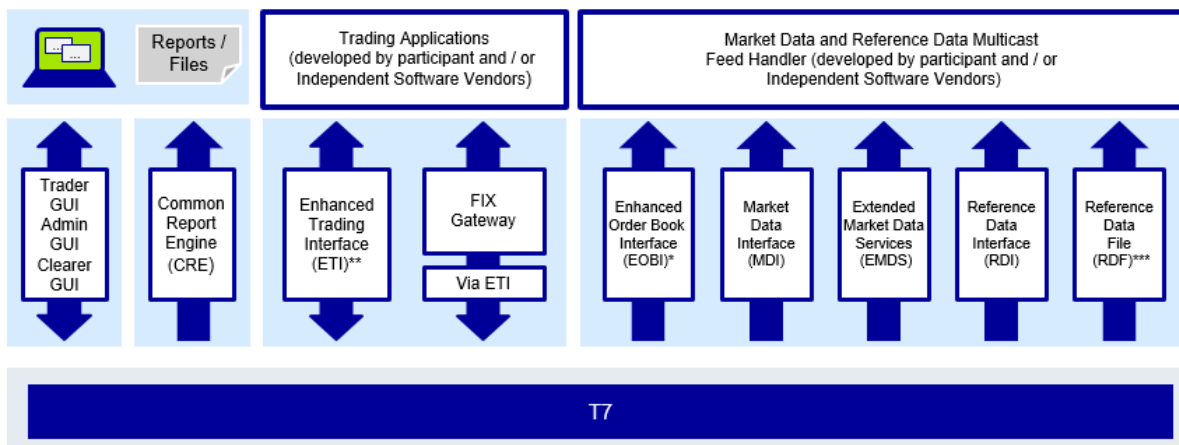 ...
...
Reports /
Files
Trading Applications
(developed by participant and / or
Independent Software Vendors)
Market Data and Reference Data Multicast
Feed Handler (developed by participant and / or
Independent Software Vendors)
Trader
GUI
Admin
GUI
Clearer
GUI
Common
Report
Engine
(CRE)
Enhanced
Trading
Interface
(ETI)**
FIX
Gateway
Via ETI
Enhanced
Order Book
Interface
(EOBI)*
Market
Data
Interface
(MDI)
Extended
Market Data
Services
(EMDS)
Reference
Data
Interface
(RDI)
Reference
Data
File
(RDF)***
T7